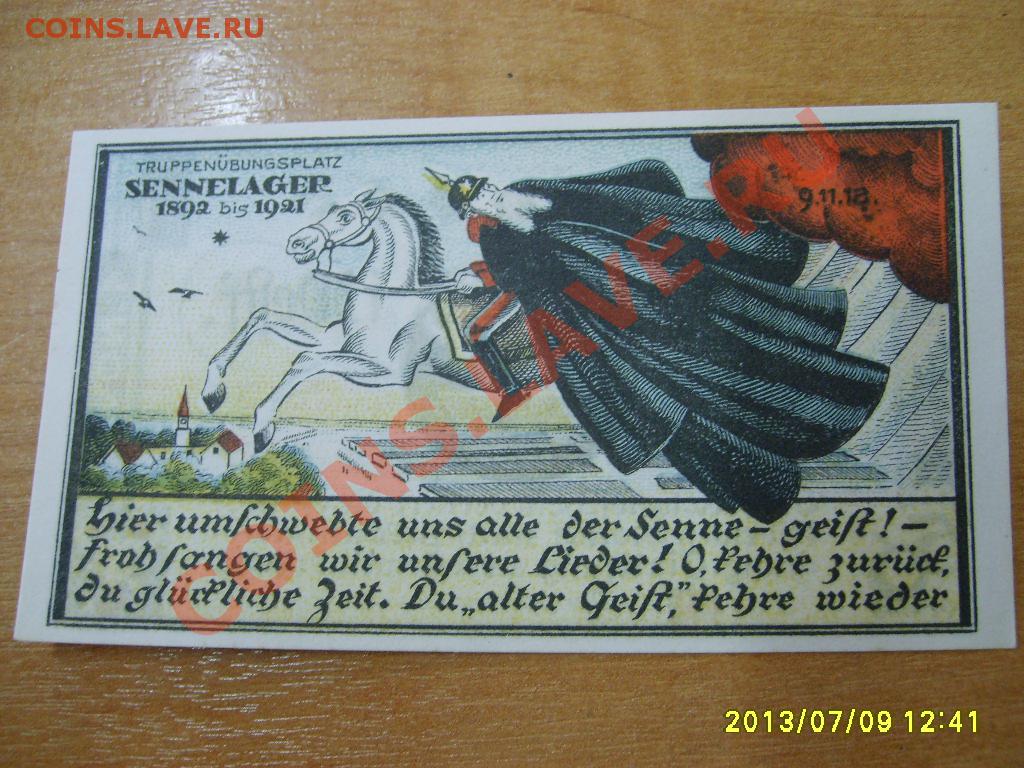 COINS.LAVE.RU
TRUPPENÜBUNGSPLATZ
SENNELAGER
1892 bis 1921
9.11.18.
Hier umschwebte uns alle der Senne-geist! –
froh sangen wir unsere Lieder! O, kehre zurück,
du glückliche Zeit. Du „alter Geist,” kehre wieder
COINS.LAVE.RU
2013/07/09 12:41